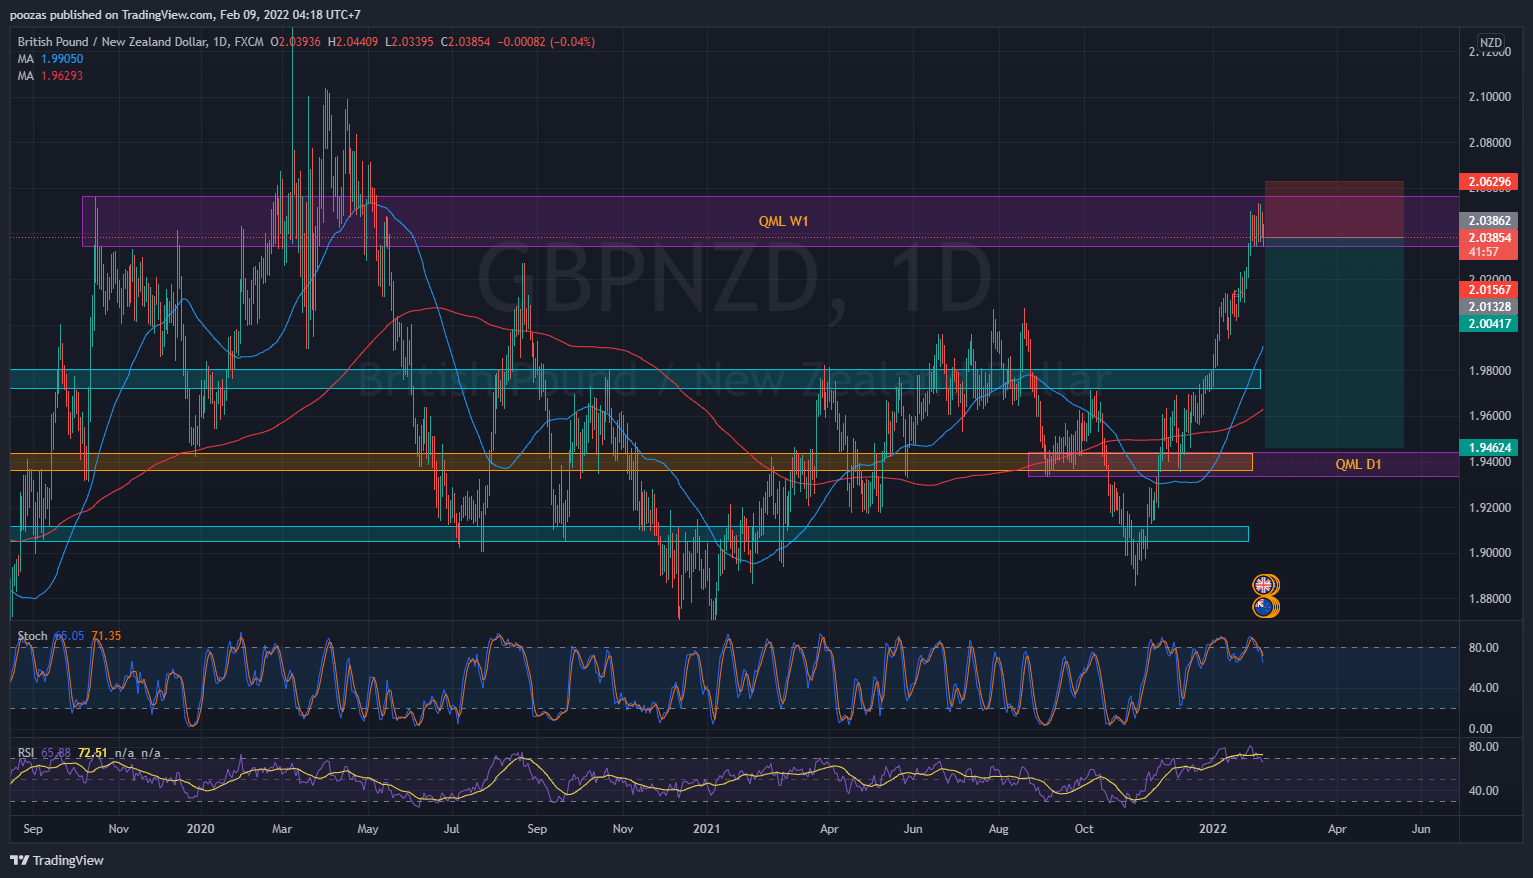 poozas published on TradingView.com, Feb 09, 2022 04:18 UTC+7
British Pound / New Zealand Dollar, 1D, FXCM O2.03936 H2.04409 L2.03395 C2.03854 −0.00082 (−0.04%)
MA 1.99050
MA 1.96293
NZD
2.12000
2.10000
2.08000
2.06296
QML W1
2.03862
2.03854
41:57
GBPNZD, 1D
2.02000
2.01567
2.01328
2.00417
British Pound / New Zealand Dollar
1.98000
1.96000
1.94624
1.94000
QML D1
1.92000
1.90000
1.88000
Stoch 65.05 71.35
80.00
40.00
0.00
RSI 65.88 72.51 n/a n/a
80.00
40.00
Sep Nov 2020 Mar May Jul Sep Nov 2021 Apr Jun Aug Oct 2022 Apr Jun
TradingView